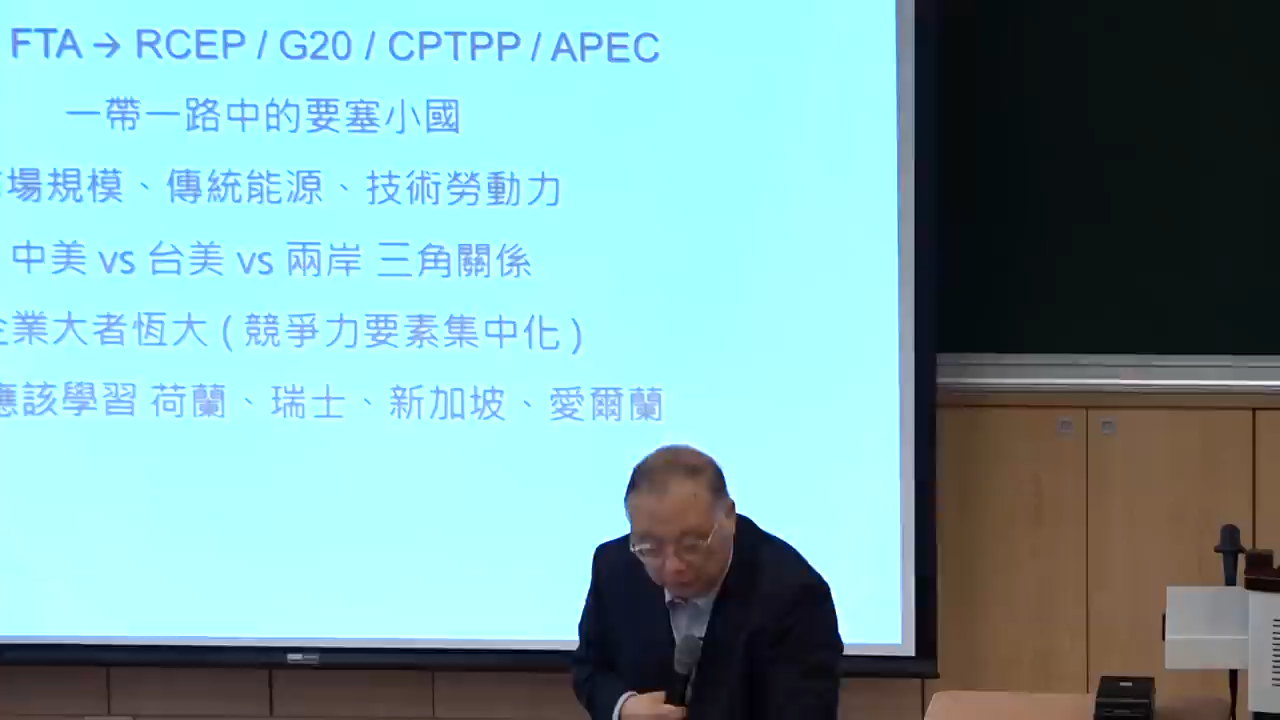 FTA → RCEP / G20 / CPTPP / APEC
一帶一路中的要塞小國
場規模、傳統能源、技術勞動力
中美 vs 台美 vs 兩岸 三角關係
企業大者恆大 ( 競爭力要素集中化 )
應該學習 荷蘭、瑞士、新加坡、愛爾蘭